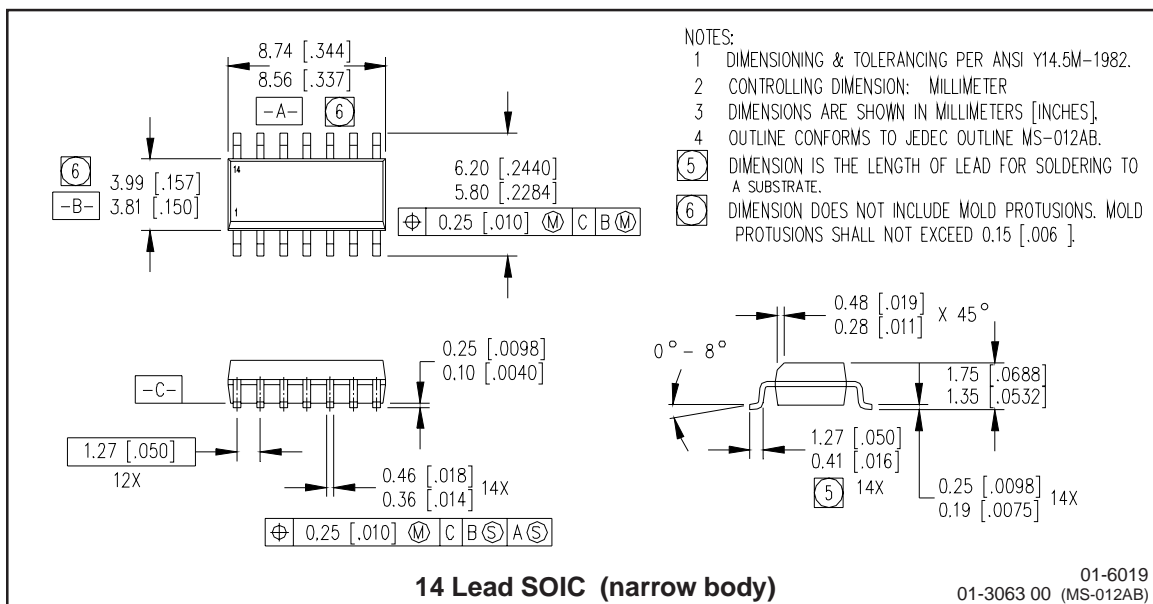 8.74 [.344]
8.56 [.337]
-A- 6
6
3.99 [.157]
3.81 [.150]
-B-
14
1
6.20 [.2440]
5.80 [.2284]
⌖ 0.25 [.010] Ⓜ C B Ⓜ
NOTES:
1 DIMENSIONING & TOLERANCING PER ANSI Y14.5M-1982.
2 CONTROLLING DIMENSION: MILLIMETER
3 DIMENSIONS ARE SHOWN IN MILLIMETERS [INCHES].
4 OUTLINE CONFORMS TO JEDEC OUTLINE MS-012AB.
5 DIMENSION IS THE LENGTH OF LEAD FOR SOLDERING TO
A SUBSTRATE.
6 DIMENSION DOES NOT INCLUDE MOLD PROTUSIONS. MOLD
PROTUSIONS SHALL NOT EXCEED 0.15 [.006 ].
-C-
0.25 [.0098]
0.10 [.0040]
1.27 [.050]
12X
0.46 [.018]
0.36 [.014] 14X
⌖ 0.25 [.010] Ⓜ C B Ⓢ A Ⓢ
0.48 [.019]
0.28 [.011] X 45°
0°-8°
1.75 [.0688]
1.35 [.0532]
1.27 [.050]
0.41 [.016]
5 14X
0.25 [.0098]
0.19 [.0075] 14X
14 Lead SOIC (narrow body)
01-6019
01-3063 00 (MS-012AB)